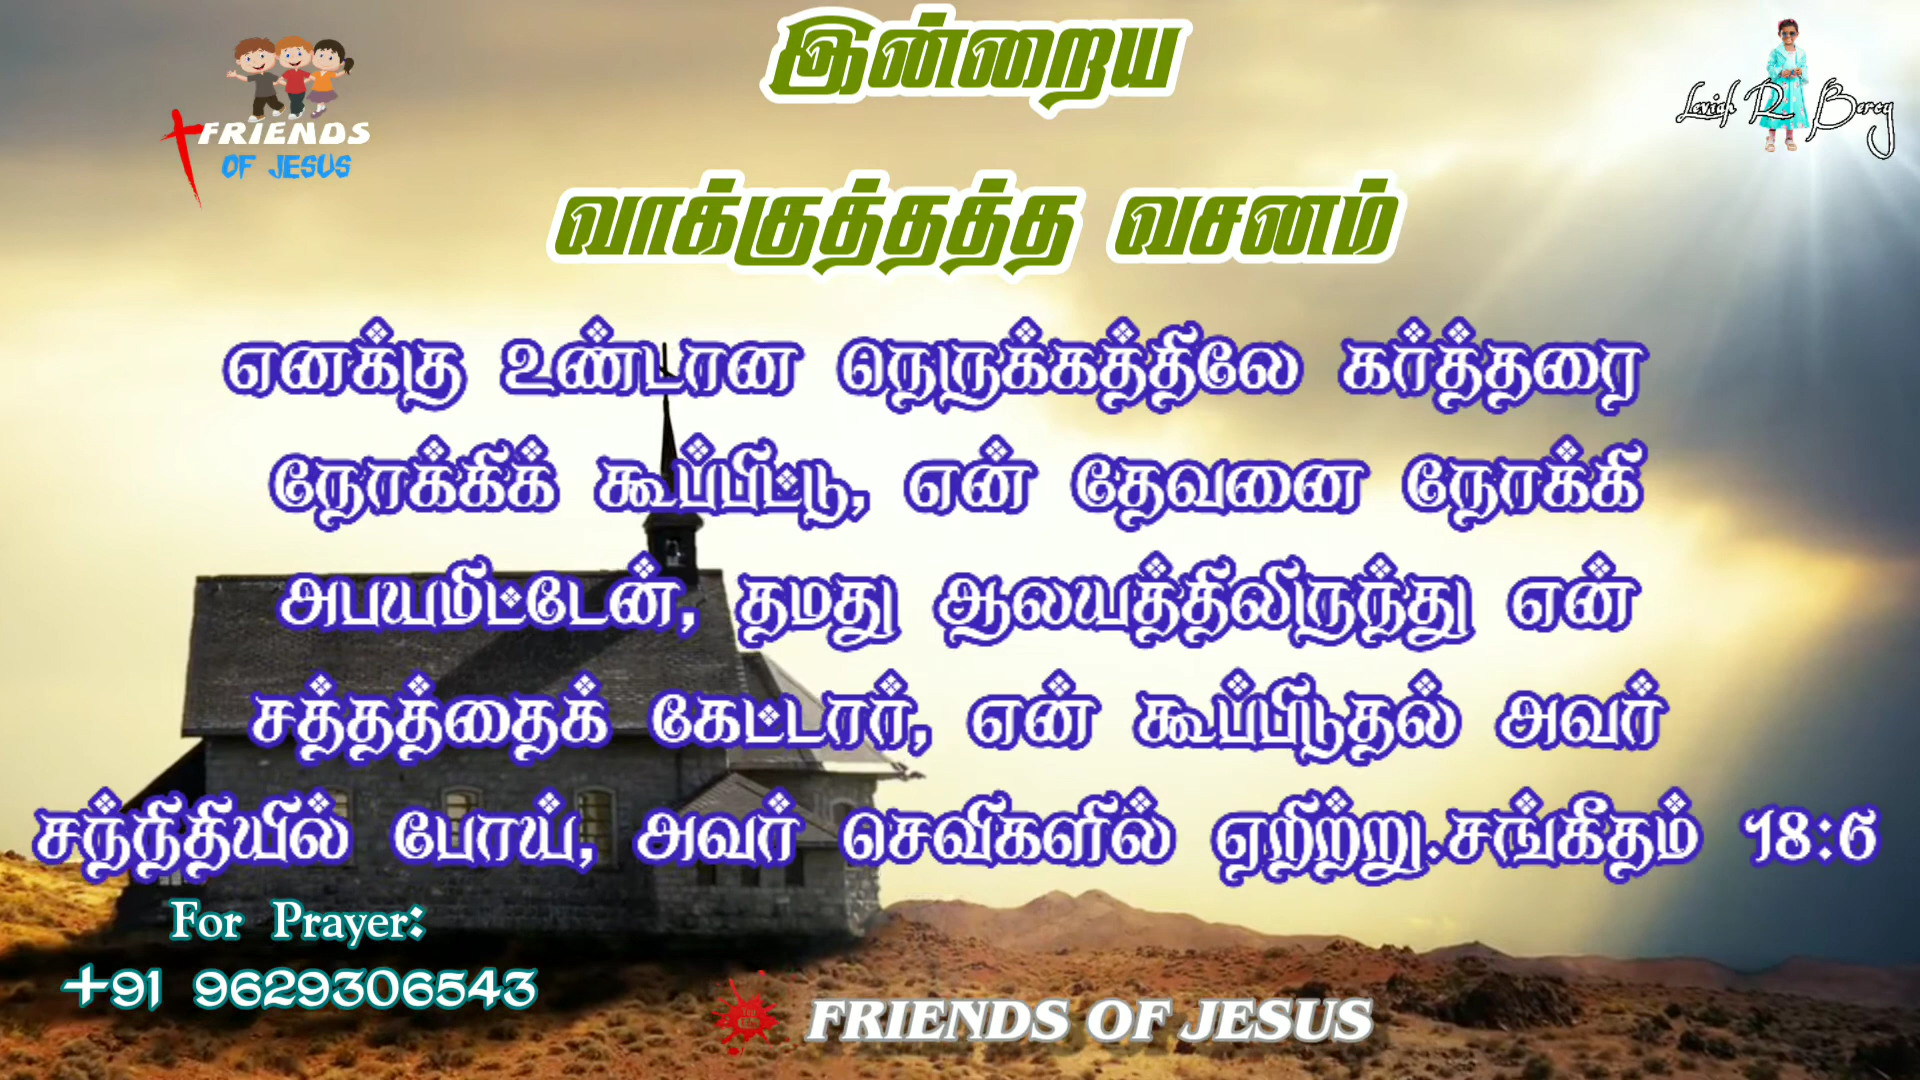 FRIENDS
OF JESUS
இன்றைய
வாக்குத்தத்த வசனம்
எனக்கு உண்டான நெருக்கத்திலே கர்த்தரை
நோக்கிக் கூப்பிட்டு, என் தேவனை நோக்கி
அபயமிட்டேன், தமது ஆலயத்திலிருந்து என்
சத்தத்தைக் கேட்டார், என் கூப்பிடுதல் அவர்
சந்நிதியில் போய், அவர் செவிகளில் ஏறிற்று.சங்கீதம் 18:6
For Prayer:
+91 9629306543
FRIENDS OF JESUS